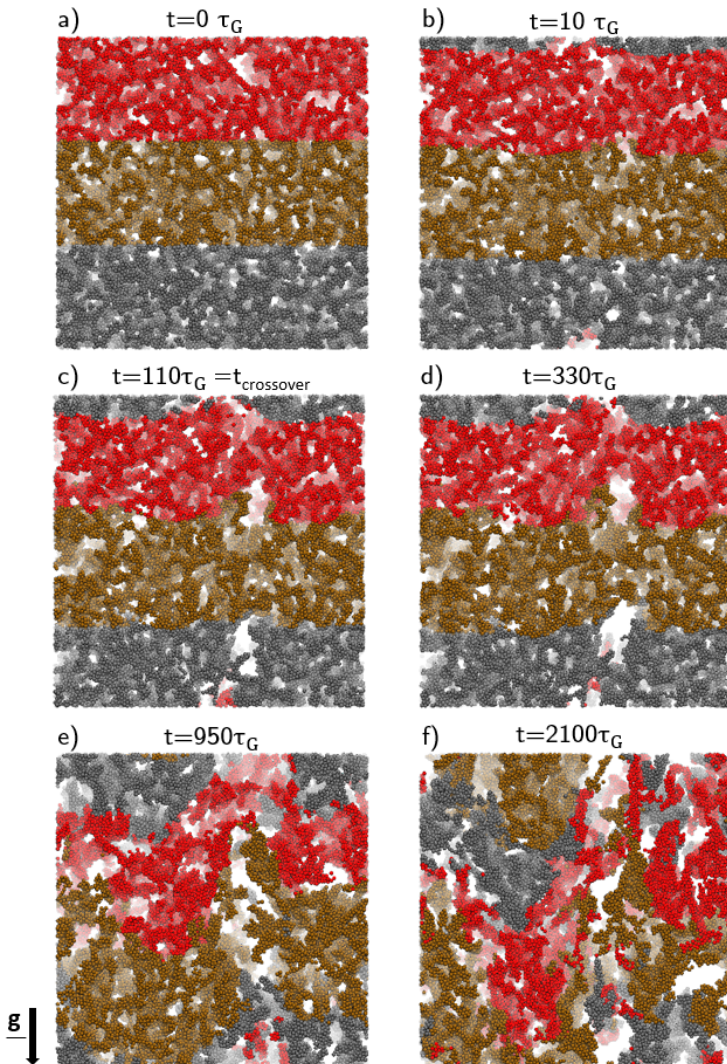 a) t=0 τG
b) t=10 τG
c) t=110τG =tcrossover
d) t=330τG
e) t=950τG
f) t=2100τG
g